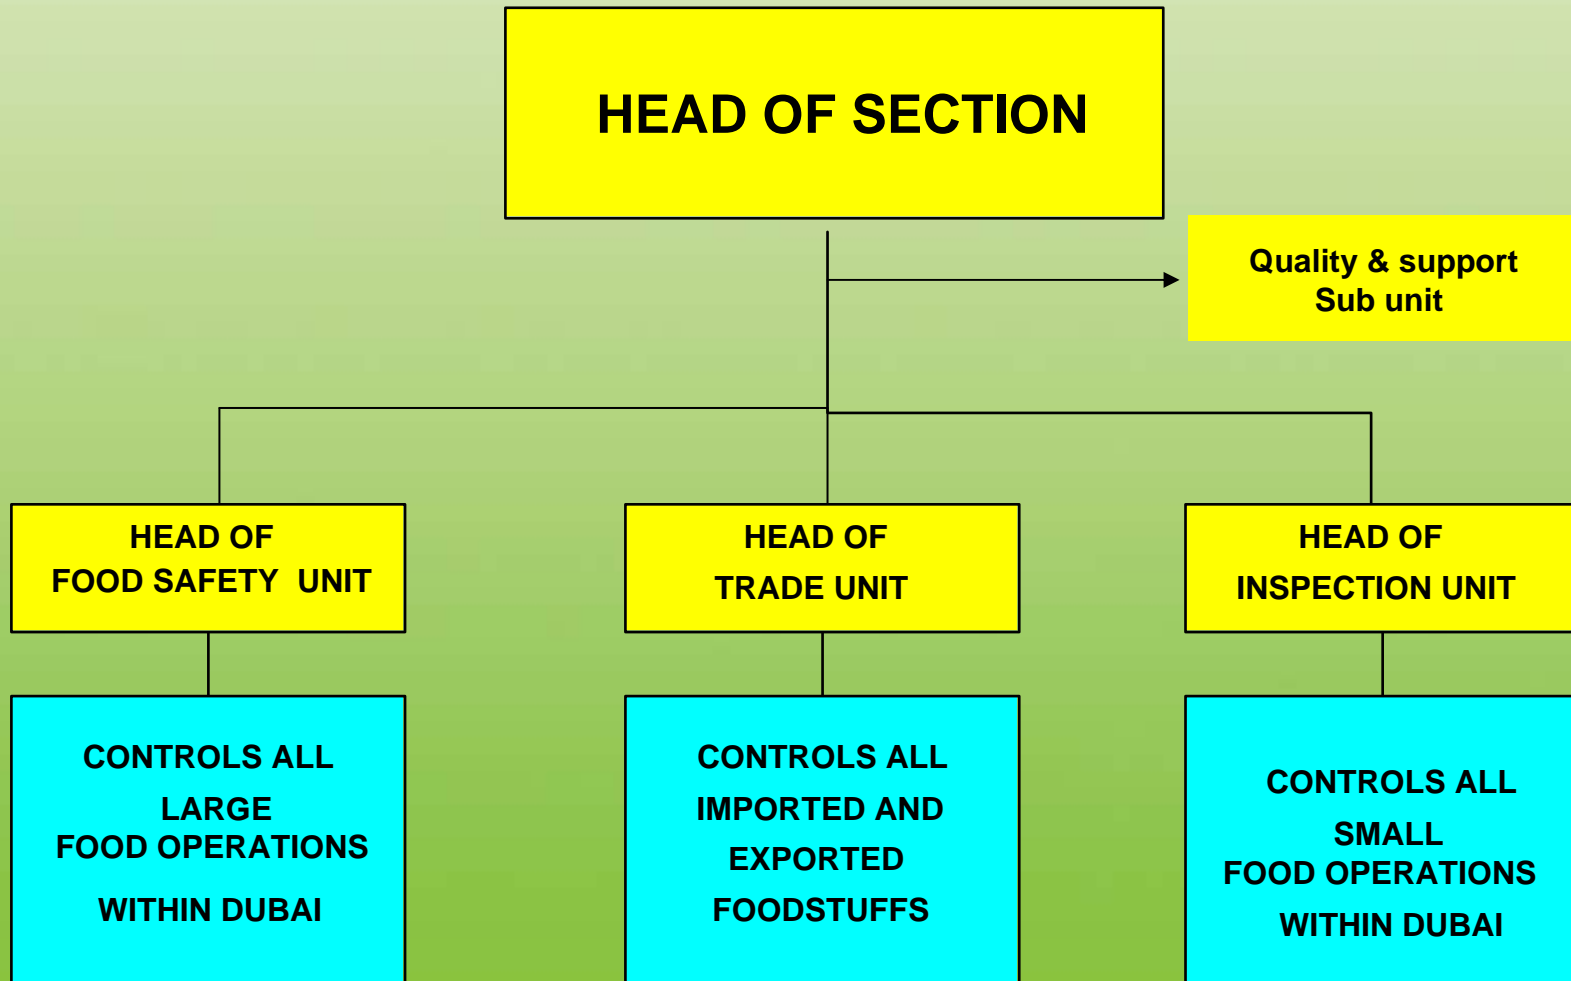 HEAD OF SECTION
Quality & support
Sub unit
HEAD OF
FOOD SAFETY UNIT
HEAD OF
TRADE UNIT
HEAD OF
INSPECTION UNIT
CONTROLS ALL
LARGE
FOOD OPERATIONS
WITHIN DUBAI
CONTROLS ALL
IMPORTED AND
EXPORTED
FOODSTUFFS
CONTROLS ALL
SMALL
FOOD OPERATIONS
WITHIN DUBAI